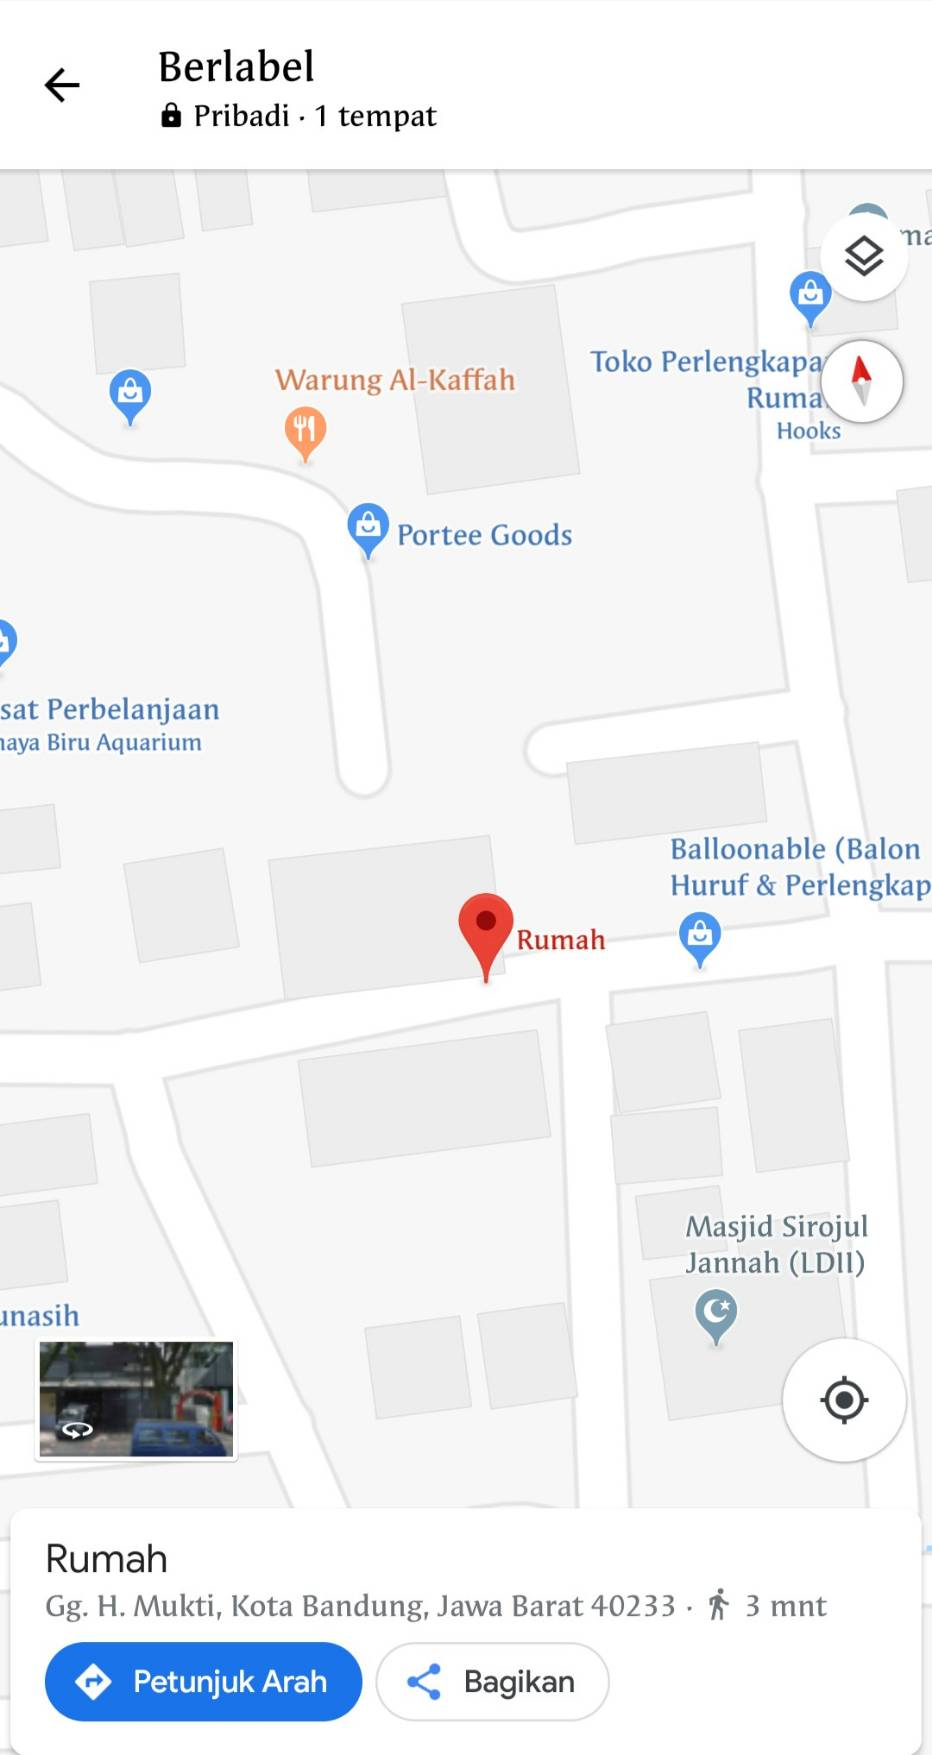 Berlabel
Pribadi · 1 tempat
Warung Al-Kaffah
Toko Perlengkapa
Ruma
Hooks
Portee Goods
sat Perbelanjaan
haya Biru Aquarium
Balloonable (Balon
Huruf & Perlengkap
Rumah
Masjid Sirojul
Jannah (LDII)
unasih
Rumah
Gg. H. Mukti, Kota Bandung, Jawa Barat 40233 · 3 mnt
Petunjuk Arah
Bagikan